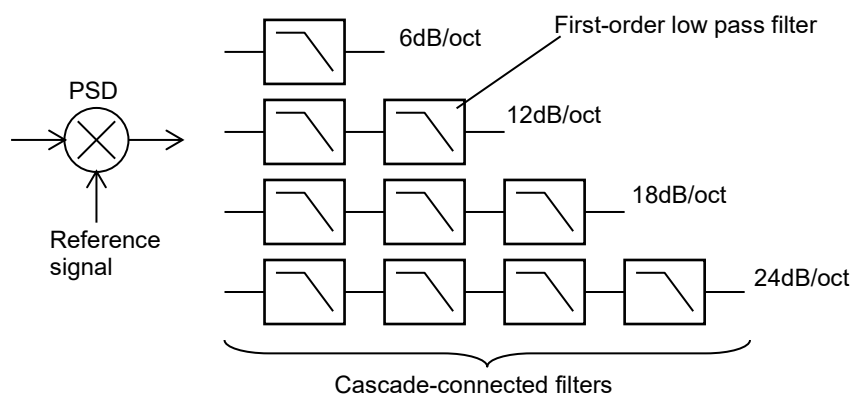 First-order low pass filter
6dB/oct
PSD
12dB/oct
18dB/oct
Reference
signal
24dB/oct
Cascade-connected filters